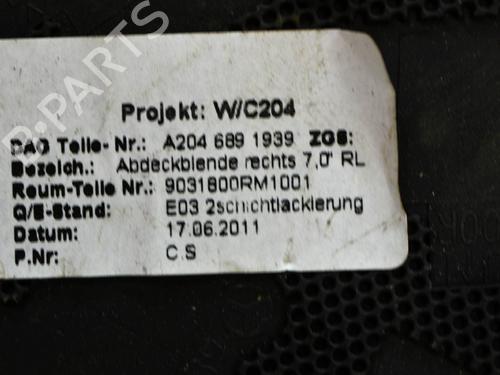 Projekt: W/C204
DAG Teile- Nr.: A204 689 1939 ZGS:
Bezeich.: Abdeckblende rechts 7,0" RL
Reum-Teile Nr.: 9031800RM1001
Q/E-Stand: E03 2schichtlackierung
Datum: 17.06.2011
P.Nr: C.S
B-PARTS